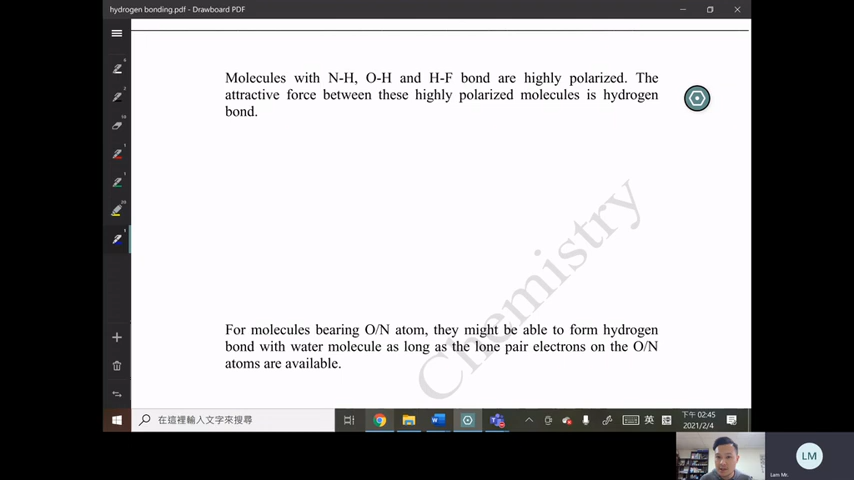 hydrogen bonding.pdf - Drawboard PDF
Molecules with N-H, O-H and H-F bond are highly polarized. The
attractive force between these highly polarized molecules is hydrogen
bond.
Chemistry
For molecules bearing O/N atom, they might be able to form hydrogen
bond with water molecule as long as the lone pair electrons on the O/N
atoms are available.
在這裡輸入文字來搜尋
英
下午 02:45
2021/2/4
LM
Lam Mr.